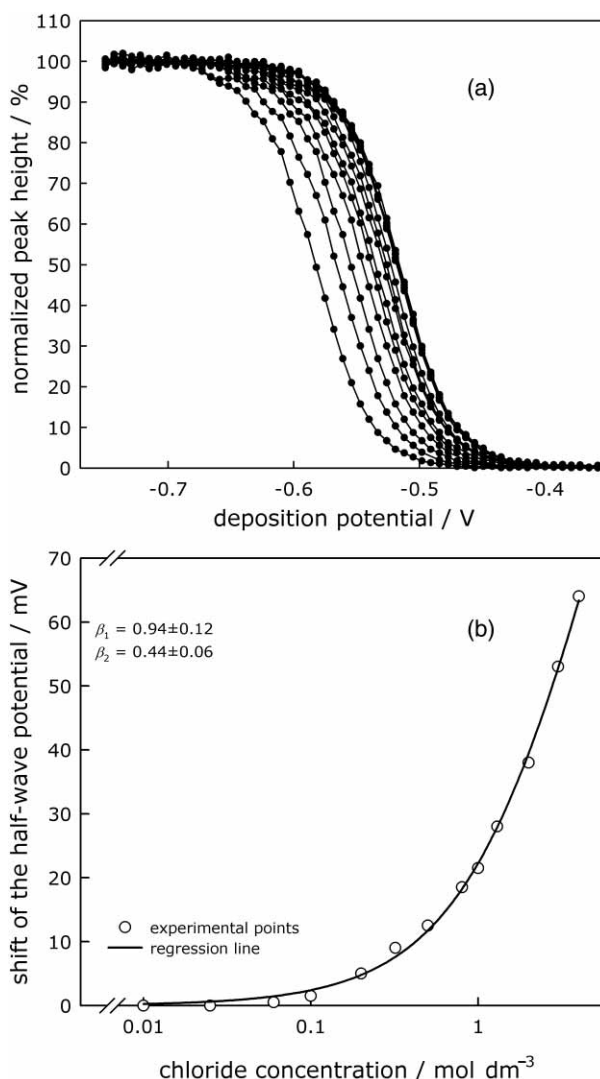 110
100
90
80
70
60
50
40
30
20
10
0
(a)
normalized peak height / %
-0.7 -0.6 -0.5 -0.4
deposition potential / V
70
60
50
40
30
20
10
0
(b)
β₁ = 0.94±0.12
β₂ = 0.44±0.06
shift of the half-wave potential / mV
experimental points
regression line
0.01 0.1 1
chloride concentration / mol dm⁻³